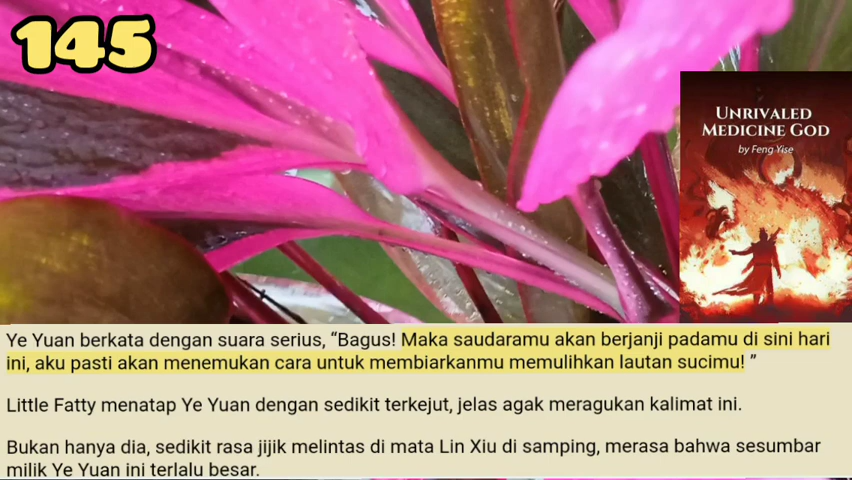 145
UNRIVALED
MEDICINE GOD
by Feng Yise
Ye Yuan berkata dengan suara serius, “Bagus! Maka saudaramu akan berjanji padamu di sini hari
ini, aku pasti akan menemukan cara untuk membiarkanmu memulihkan lautan sucimu! ”
Little Fatty menatap Ye Yuan dengan sedikit terkejut, jelas agak meragukan kalimat ini.
Bukan hanya dia, sedikit rasa jijik melintas di mata Lin Xiu di samping, merasa bahwa sesumbar
milik Ye Yuan ini terlalu besar.